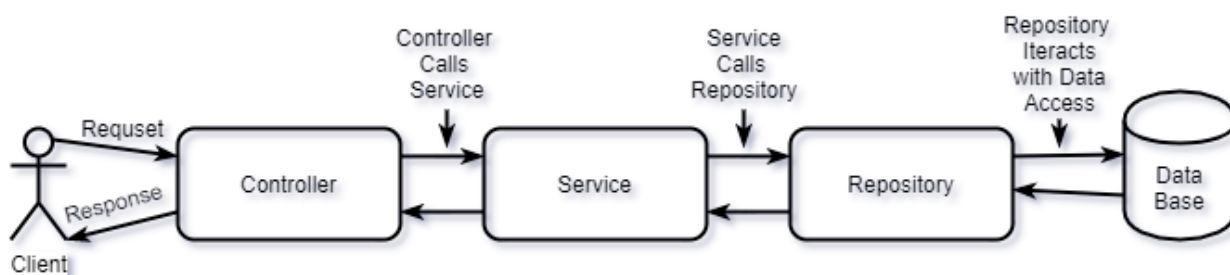 Controller
Calls
Service
Service
Calls
Repository
Repository
Iteracts
with Data
Access
Requset
Response
Client
Controller
Service
Repository
Data
Base